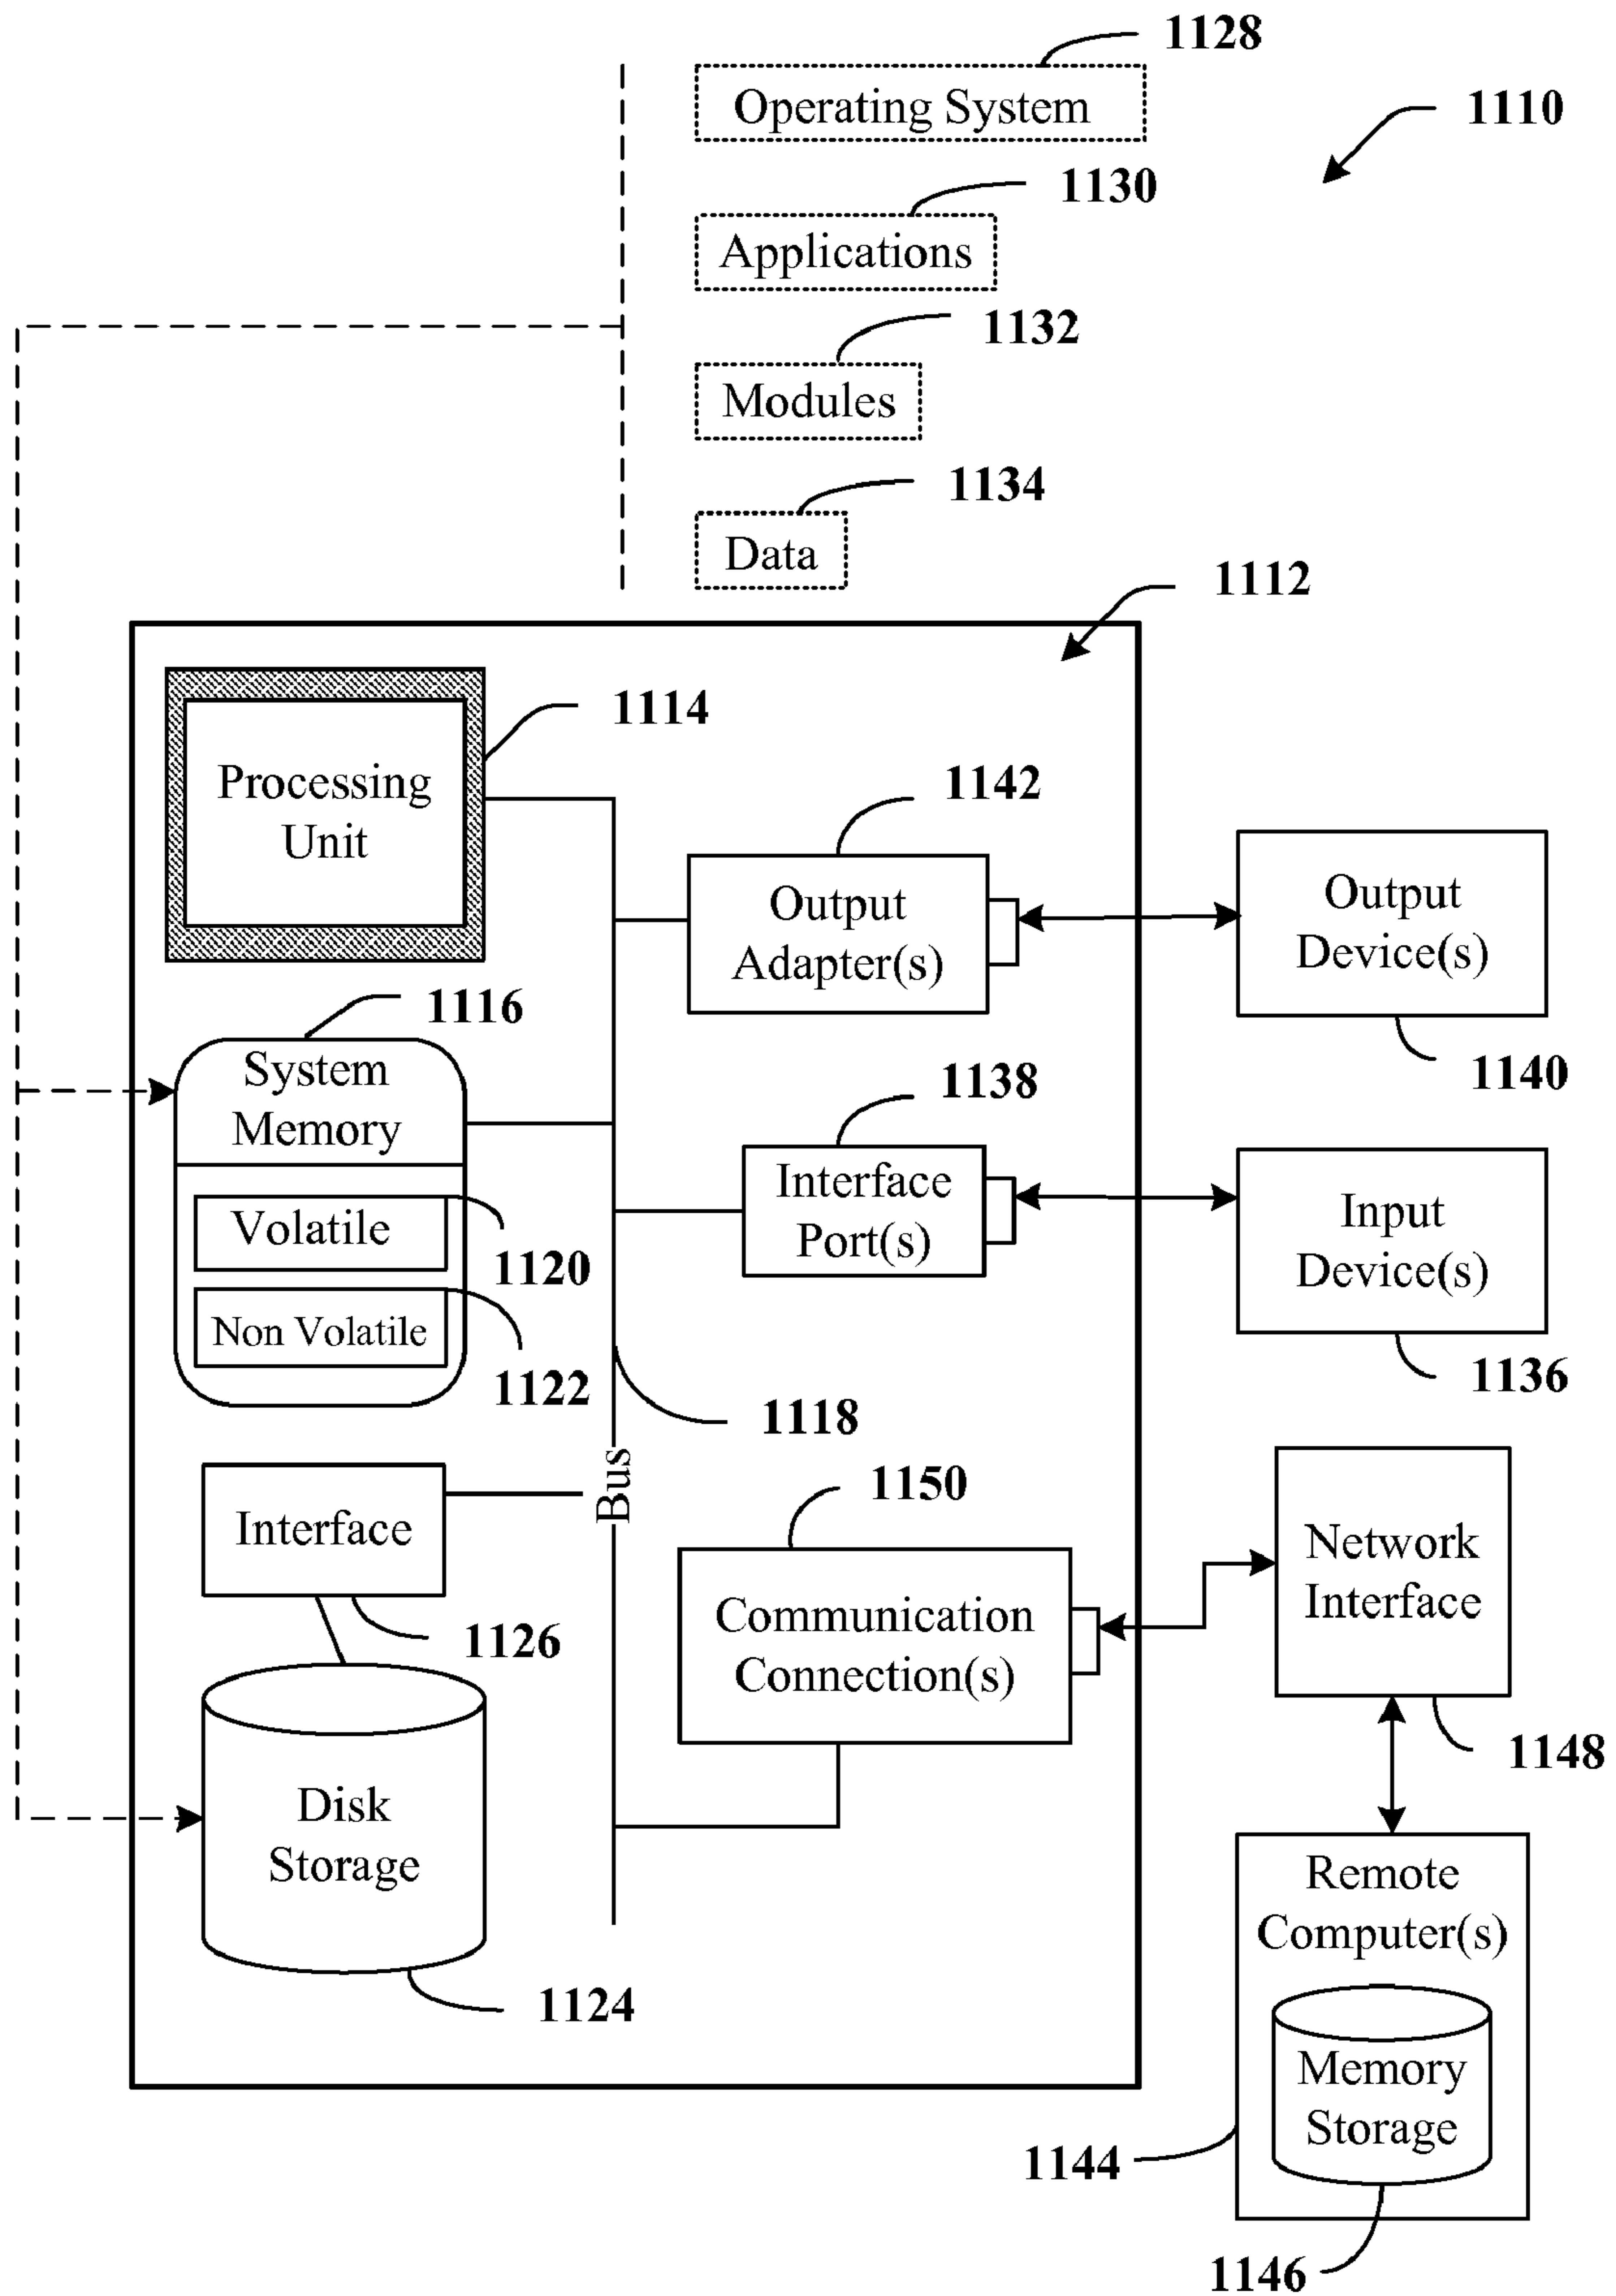 1128
Operating System
1110
1130
Applications
1132
Modules
1134
Data
1112
1114
Processing
Unit
1142
Output
Adapter(s)
Output
Device(s)
1140
1116
System
Memory
1138
Interface
Port(s)
Input
Device(s)
1136
Volatile
1120
Non Volatile
1122
1118
Bus
Interface
1126
1150
Communication
Connection(s)
Network
Interface
1148
Disk
Storage
1124
Remote
Computer(s)
Memory
Storage
1144
1146